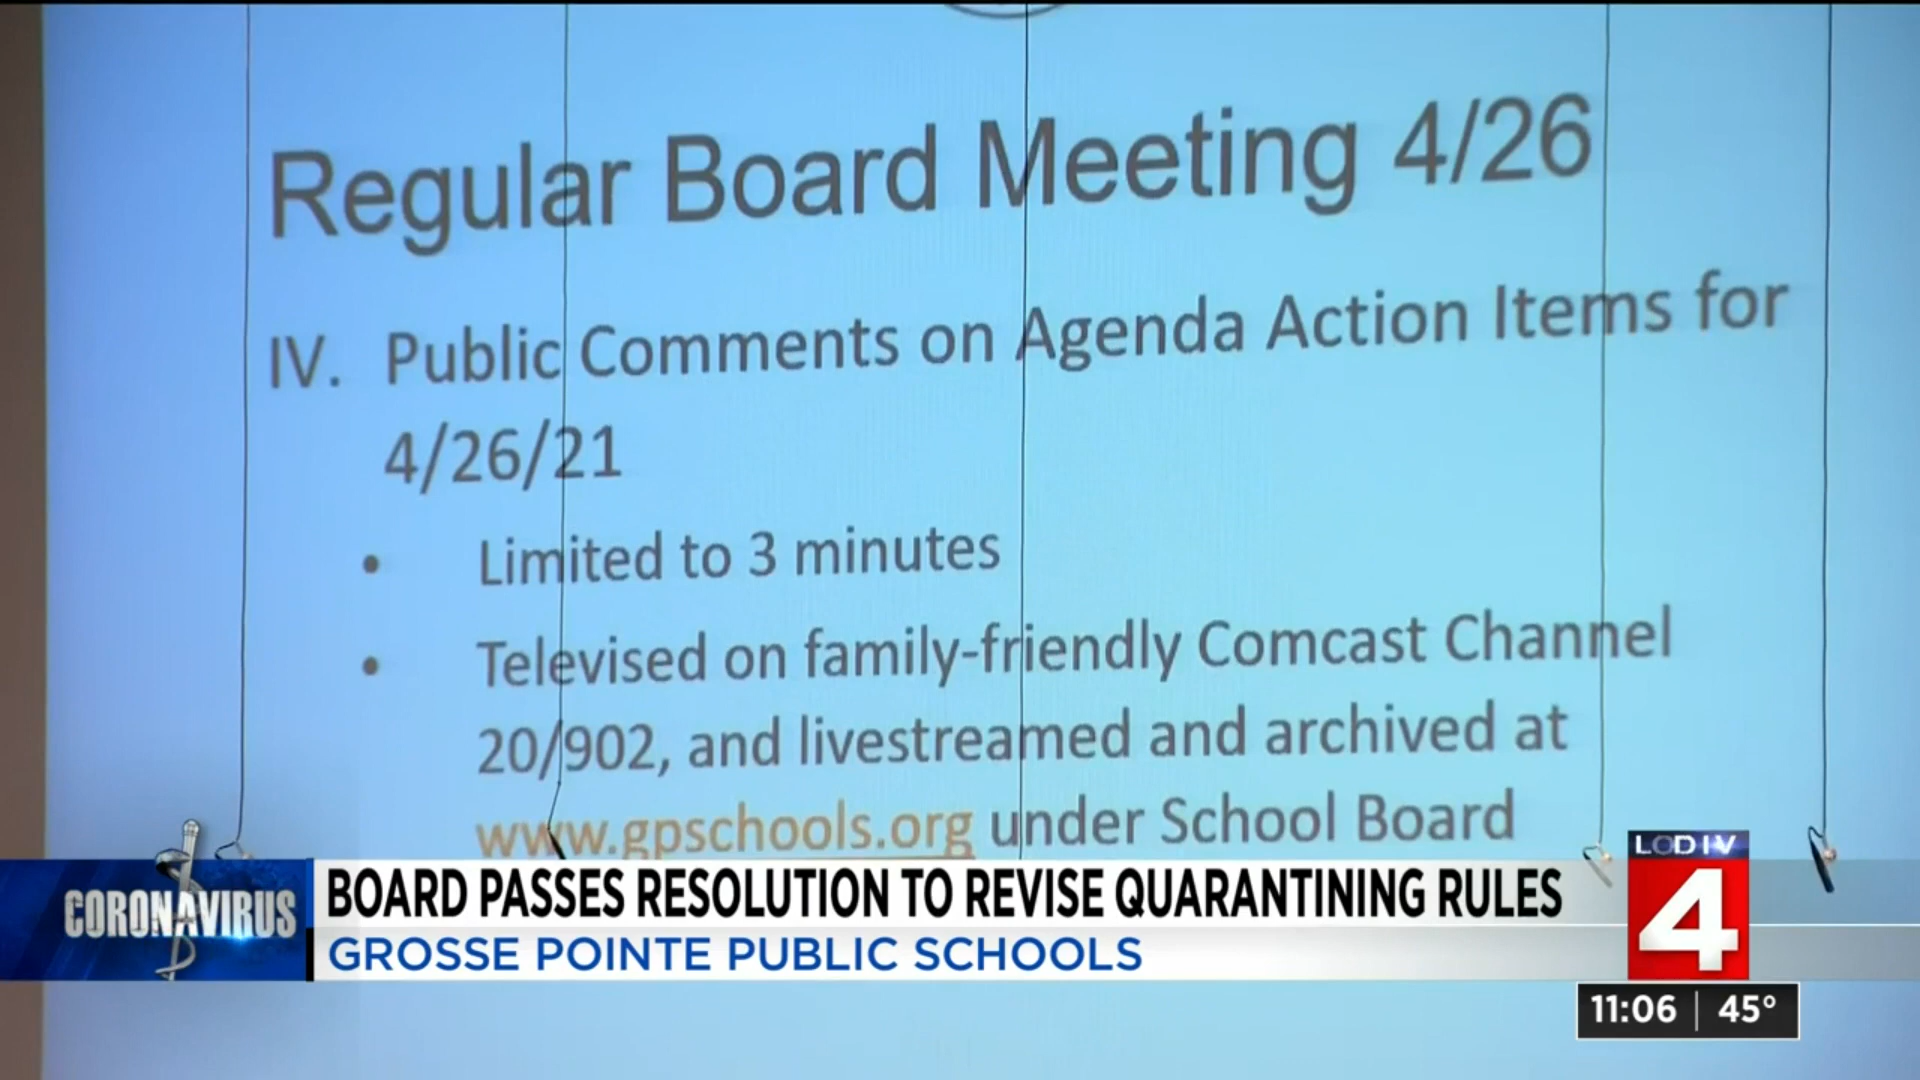 Regular Board Meeting 4/26
IV. Public Comments on Agenda Action Items for
4/26/21
• Limited to 3 minutes
• Televised on family-friendly Comcast Channel
20/902, and livestreamed and archived at
www.gpschools.org under School Board
CORONAVIRUS
BOARD PASSES RESOLUTION TO REVISE QUARANTINING RULES
GROSSE POINTE PUBLIC SCHOOLS
4
11:06 | 45°